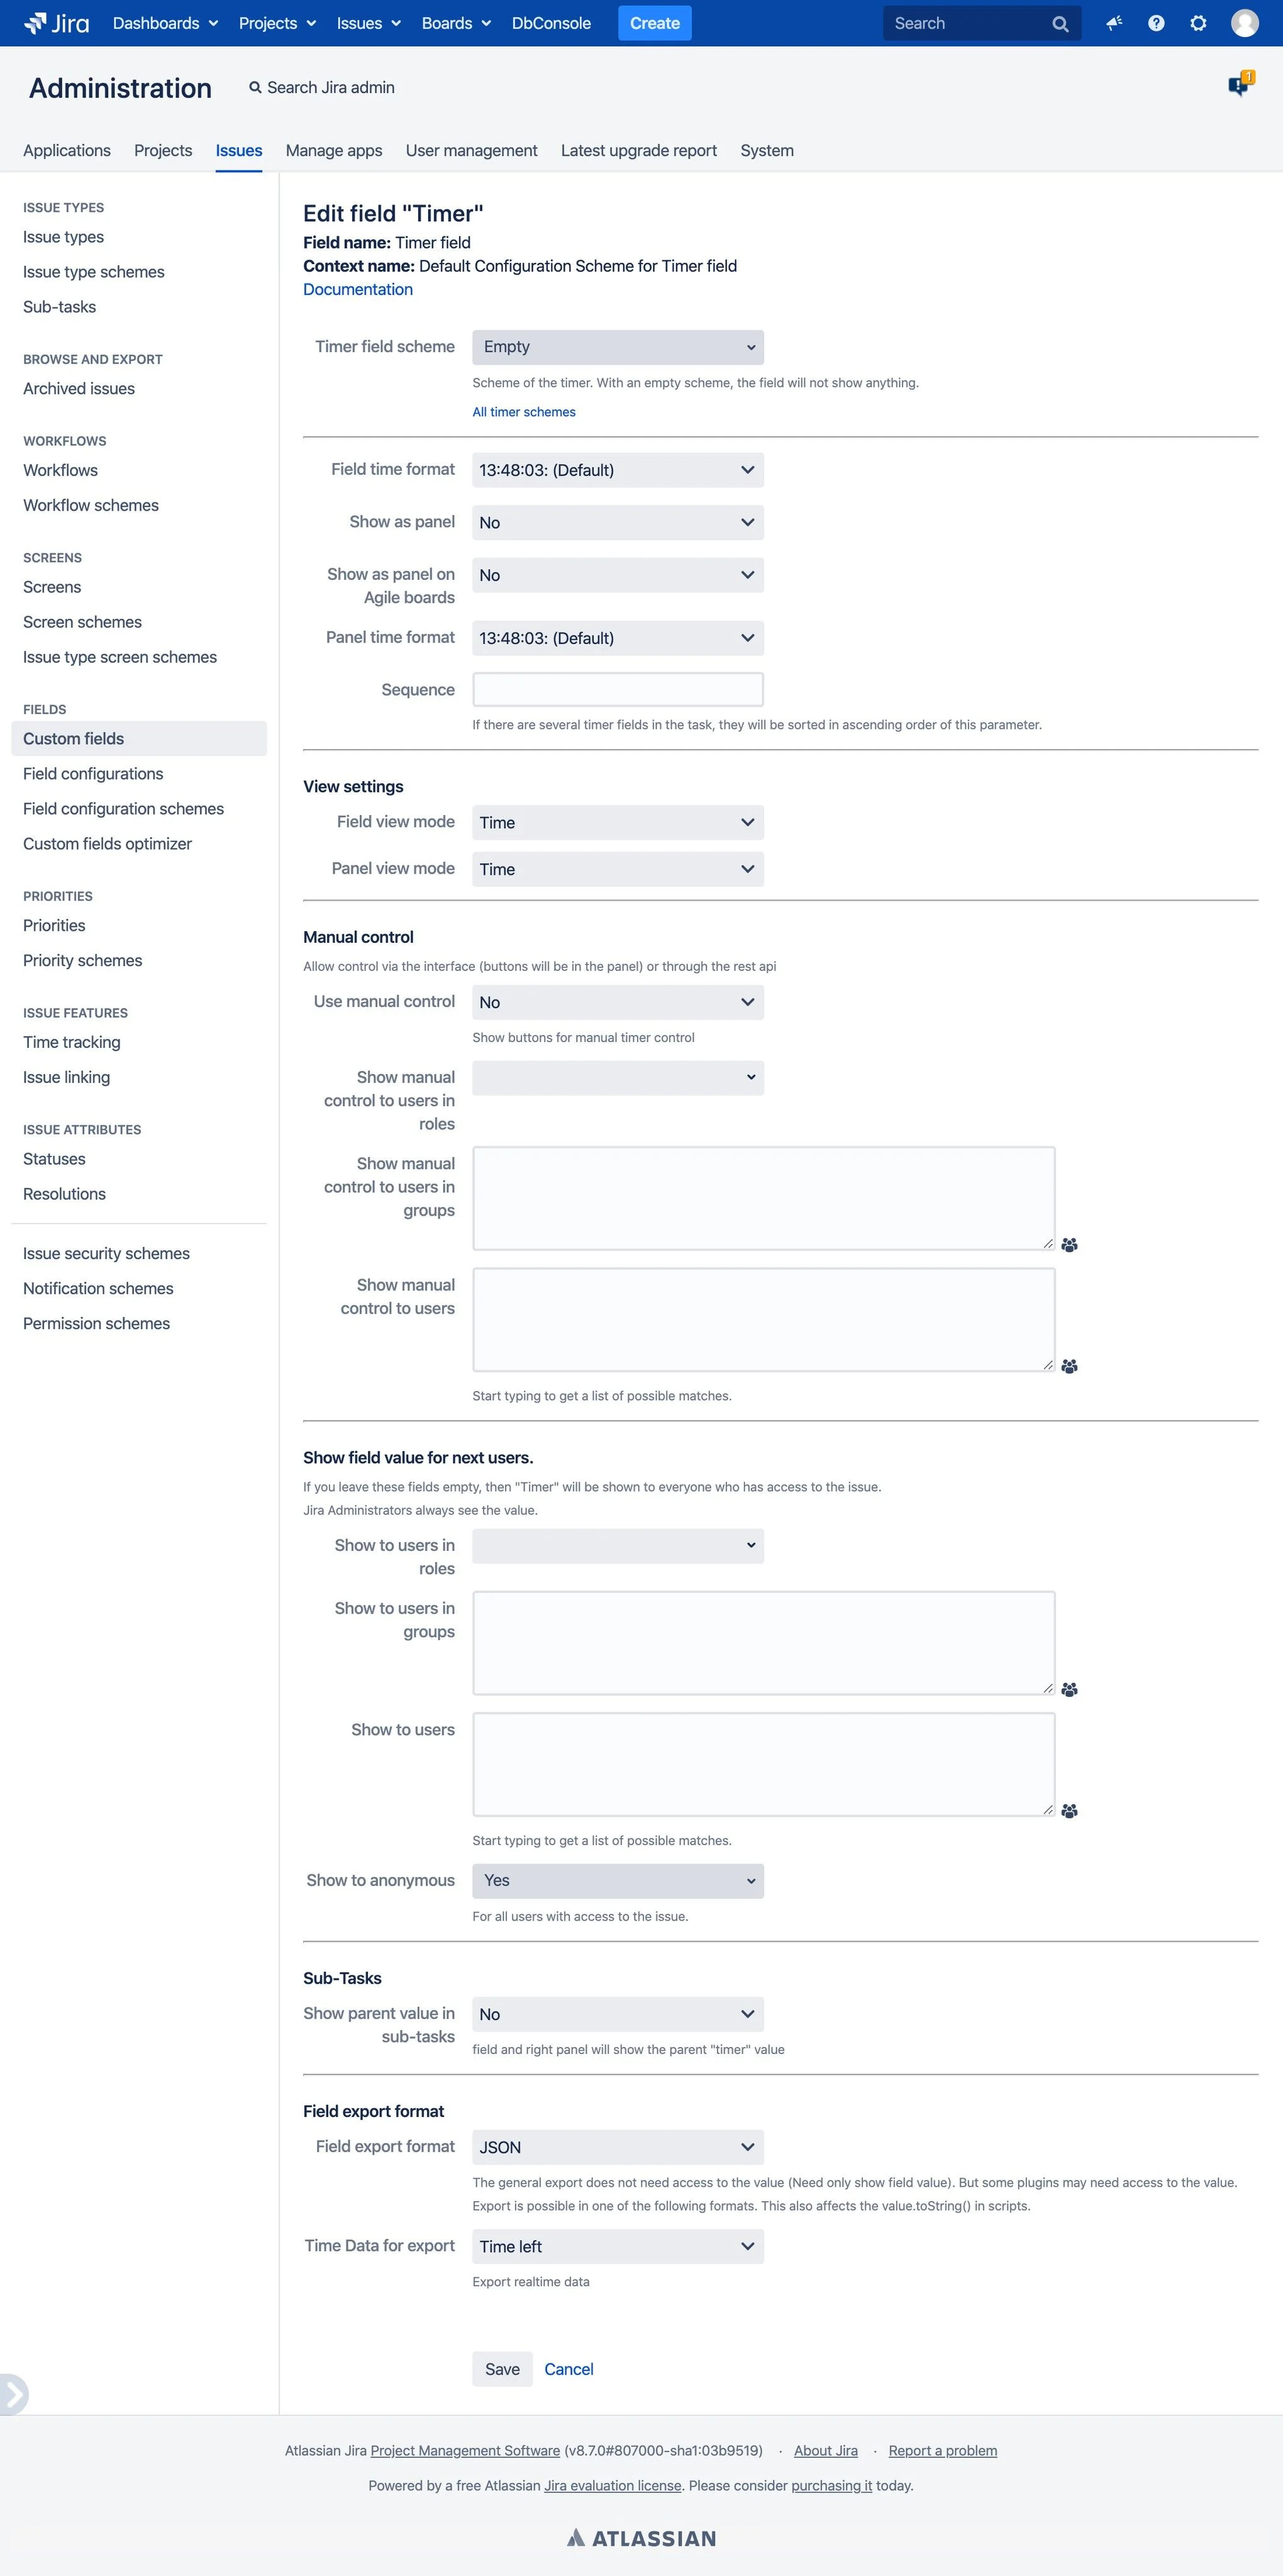 Jira Dashboards Projects Issues Boards DbConsole Create Search
Administration Search Jira admin 1
Applications Projects Issues Manage apps User management Latest upgrade report System
ISSUE TYPES
Issue types
Issue type schemes
Sub-tasks
BROWSE AND EXPORT
Archived issues
WORKFLOWS
Workflows
Workflow schemes
SCREENS
Screens
Screen schemes
Issue type screen schemes
FIELDS
Custom fields
Field configurations
Field configuration schemes
Custom fields optimizer
PRIORITIES
Priorities
Priority schemes
ISSUE FEATURES
Time tracking
Issue linking
ISSUE ATTRIBUTES
Statuses
Resolutions
Issue security schemes
Notification schemes
Permission schemes
Edit field "Timer"
Field name: Timer field
Context name: Default Configuration Scheme for Timer field
Documentation
Timer field scheme Empty
Scheme of the timer. With an empty scheme, the field will not show anything.
All timer schemes
Field time format 13:48:03: (Default)
Show as panel No
Show as panel on
Agile boards
No
Panel time format 13:48:03: (Default)
Sequence
If there are several timer fields in the task, they will be sorted in ascending order of this parameter.
View settings
Field view mode Time
Panel view mode Time
Manual control
Allow control via the interface (buttons will be in the panel) or through the rest api
Use manual control No
Show buttons for manual timer control
Show manual
control to users in
roles
Show manual
control to users in
groups
Show manual
control to users
Start typing to get a list of possible matches.
Show field value for next users.
If you leave these fields empty, then "Timer" will be shown to everyone who has access to the issue.
Jira Administrators always see the value.
Show to users in
roles
Show to users in
groups
Show to users
Start typing to get a list of possible matches.
Show to anonymous Yes
For all users with access to the issue.
Sub-Tasks
Show parent value in
sub-tasks
No
field and right panel will show the parent "timer" value
Field export format
Field export format JSON
The general export does not need access to the value (Need only show field value). But some plugins may need access to the value.
Export is possible in one of the following formats. This also affects the value.toString() in scripts.
Time Data for export Time left
Export realtime data
Save Cancel
Atlassian Jira Project Management Software (v8.7.0#807000-sha1:03b9519) · About Jira · Report a problem
Powered by a free Atlassian Jira evaluation license. Please consider purchasing it today.
ATLASSIAN